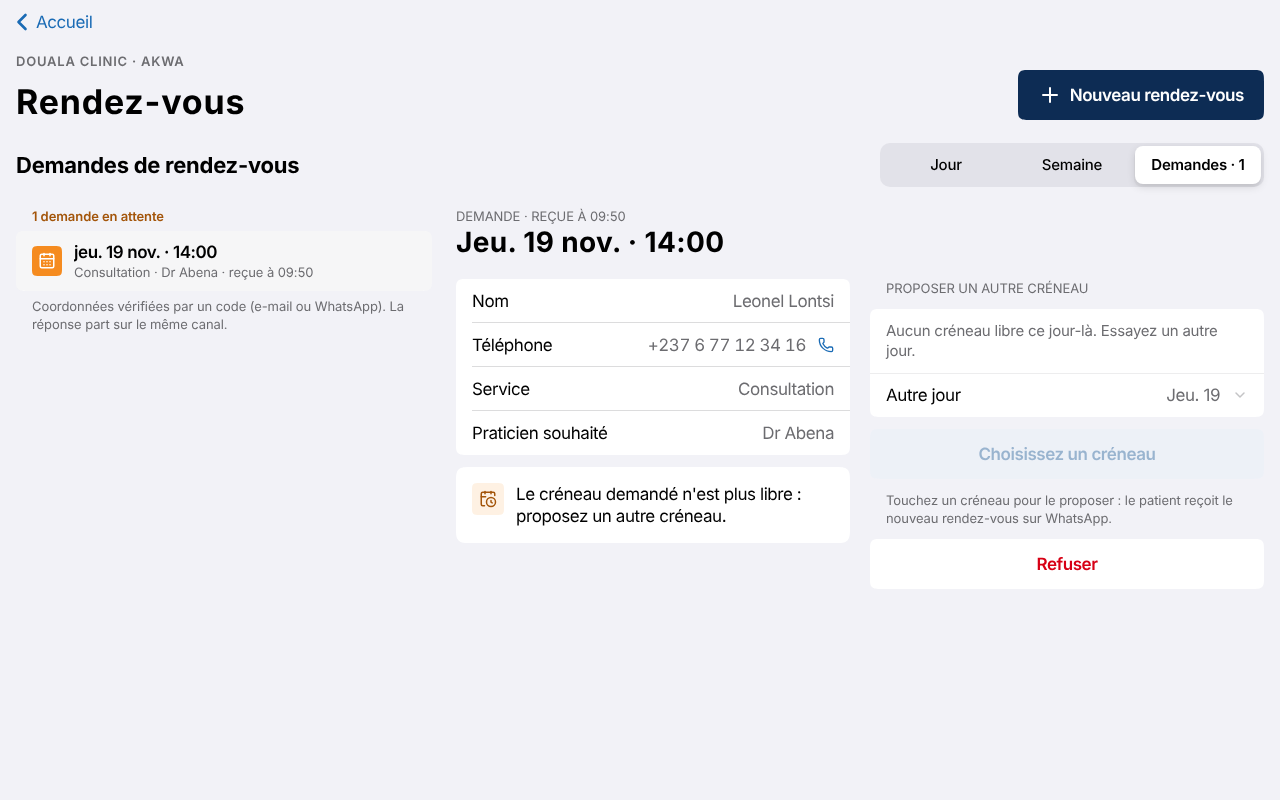 Accueil
DOUALA CLINIC · AKWA
Rendez-vous
Nouveau rendez-vous
Demandes de rendez-vous
Jour
Semaine
Demandes · 1
1 demande en attente
jeu. 19 nov. · 14:00
Consultation · Dr Abena · reçue à 09:50
Coordonnées vérifiées par un code (e-mail ou WhatsApp). La
réponse part sur le même canal.
DEMANDE · REÇUE À 09:50
Jeu. 19 nov. · 14:00
Nom
Leonel Lontsi
Téléphone
+237 6 77 12 34 16
Service
Consultation
Praticien souhaité
Dr Abena
Le créneau demandé n'est plus libre :
proposez un autre créneau.
PROPOSER UN AUTRE CRÉNEAU
Aucun créneau libre ce jour-là. Essayez un autre
jour.
Autre jour
Jeu. 19
Choisissez un créneau
Touchez un créneau pour le proposer : le patient reçoit le
nouveau rendez-vous sur WhatsApp.
Refuser